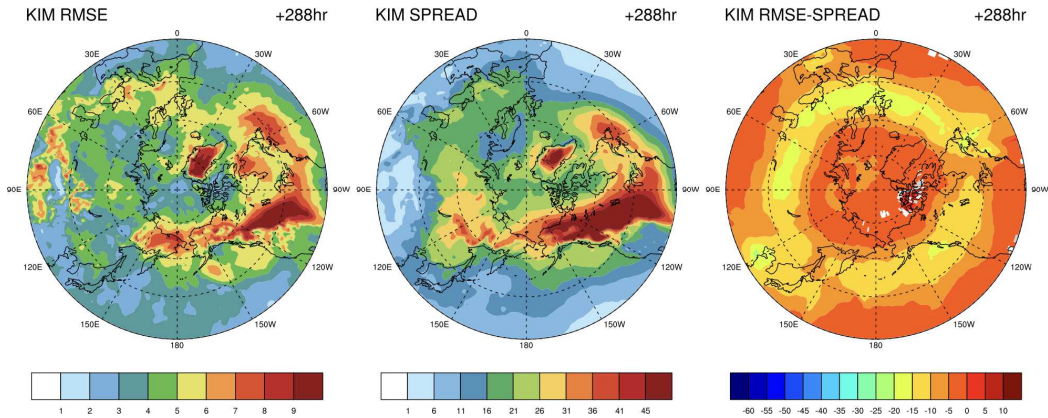 KIM RMSE +288hr
0
30E 30W
60E 60W
90E 90W
120E 120W
150E 150W
180
1 2 3 4 5 6 7 8 9
KIM SPREAD +288hr
0
30E 30W
60E 60W
90E 90W
120E 120W
150E 150W
180
1 6 11 16 21 26 31 36 41 45
KIM RMSE-SPREAD +288hr
0
30E 30W
60E 60W
90E 90W
120E 120W
150E 150W
180
-60 -55 -50 -45 -40 -35 -30 -25 -20 -15 -10 -5 5 10